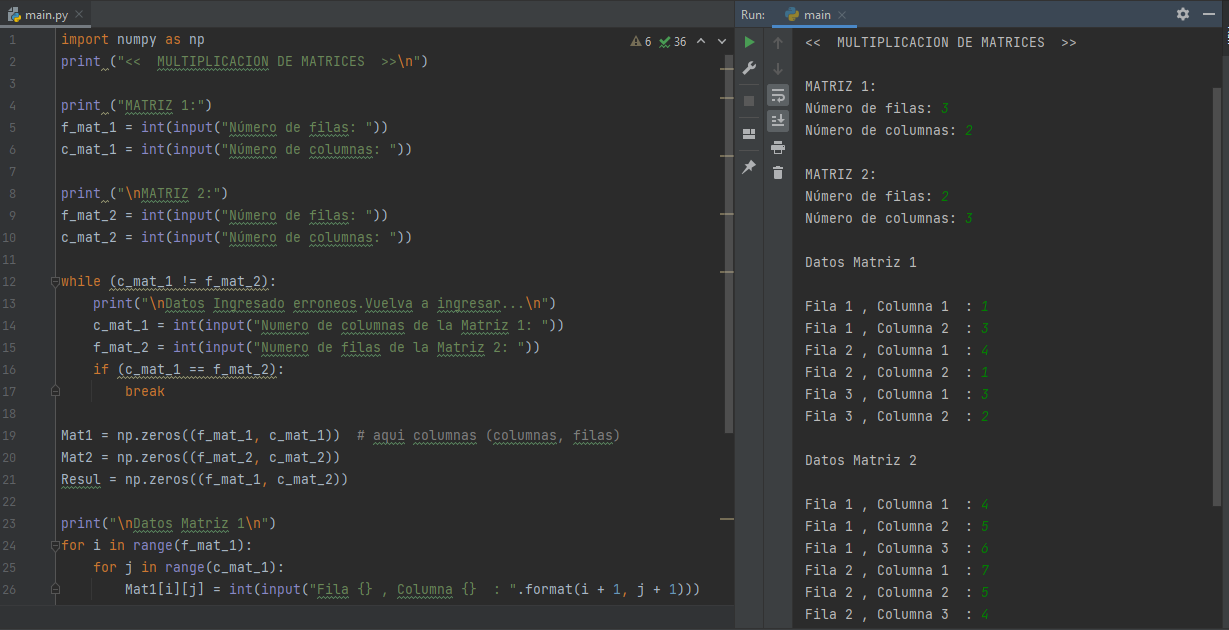 main.py
1 import numpy as np
2 print ("<<  MULTIPLICACION DE MATRICES  >>\n")
3
4 print ("MATRIZ 1:")
5 f_mat_1 = int(input("Número de filas: "))
6 c_mat_1 = int(input("Número de columnas: "))
7
8 print ("\nMATRIZ 2:")
9 f_mat_2 = int(input("Número de filas: "))
10 c_mat_2 = int(input("Número de columnas: "))
11
12 while (c_mat_1 != f_mat_2):
13     print("\nDatos Ingresado erroneos.Vuelva a ingresar...\n")
14     c_mat_1 = int(input("Numero de columnas de la Matriz 1: "))
15     f_mat_2 = int(input("Numero de filas de la Matriz 2: "))
16     if (c_mat_1 == f_mat_2):
17         break
18
19 Mat1 = np.zeros((f_mat_1, c_mat_1))  # aqui columnas (columnas, filas)
20 Mat2 = np.zeros((f_mat_2, c_mat_2))
21 Resul = np.zeros((f_mat_1, c_mat_2))
22
23 print("\nDatos Matriz 1\n")
24 for i in range(f_mat_1):
25     for j in range(c_mat_1):
26         Mat1[i][j] = int(input("Fila {} , Columna {}  : ".format(i + 1, j + 1)))
6 36
Run: main
<<  MULTIPLICACION DE MATRICES  >>
MATRIZ 1:
Número de filas: 3
Número de columnas: 2
MATRIZ 2:
Número de filas: 2
Número de columnas: 3
Datos Matriz 1
Fila 1 , Columna 1  : 1
Fila 1 , Columna 2  : 3
Fila 2 , Columna 1  : 4
Fila 2 , Columna 2  : 1
Fila 3 , Columna 1  : 3
Fila 3 , Columna 2  : 2
Datos Matriz 2
Fila 1 , Columna 1  : 4
Fila 1 , Columna 2  : 5
Fila 1 , Columna 3  : 6
Fila 2 , Columna 1  : 7
Fila 2 , Columna 2  : 5
Fila 2 , Columna 3  : 4